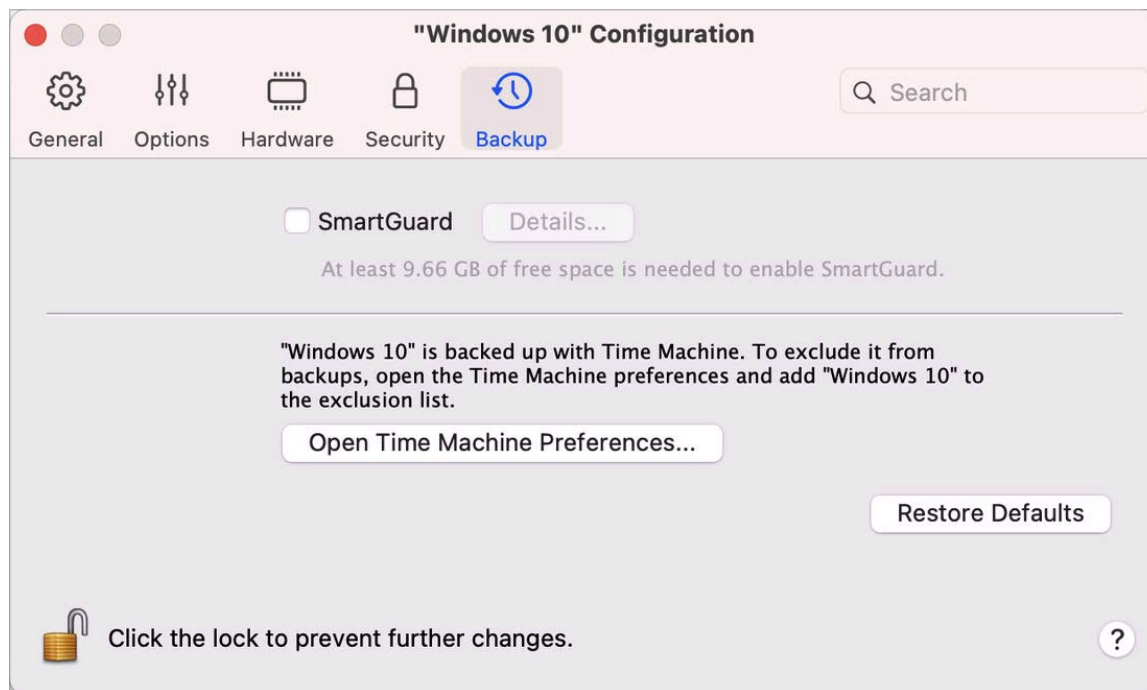 "Windows 10" Configuration
General Options Hardware Security Backup
Search
SmartGuard
Details...
At least 9.66 GB of free space is needed to enable SmartGuard.
"Windows 10" is backed up with Time Machine. To exclude it from
backups, open the Time Machine preferences and add "Windows 10" to
the exclusion list.
Open Time Machine Preferences...
Restore Defaults
Click the lock to prevent further changes.
?